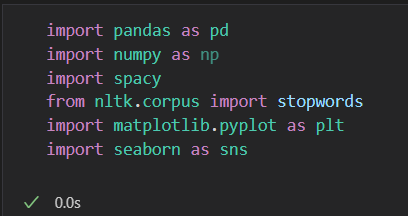 import pandas as pd
import numpy as np
import spacy
from nltk.corpus import stopwords
import matplotlib.pyplot as plt
import seaborn as sns
0.0s